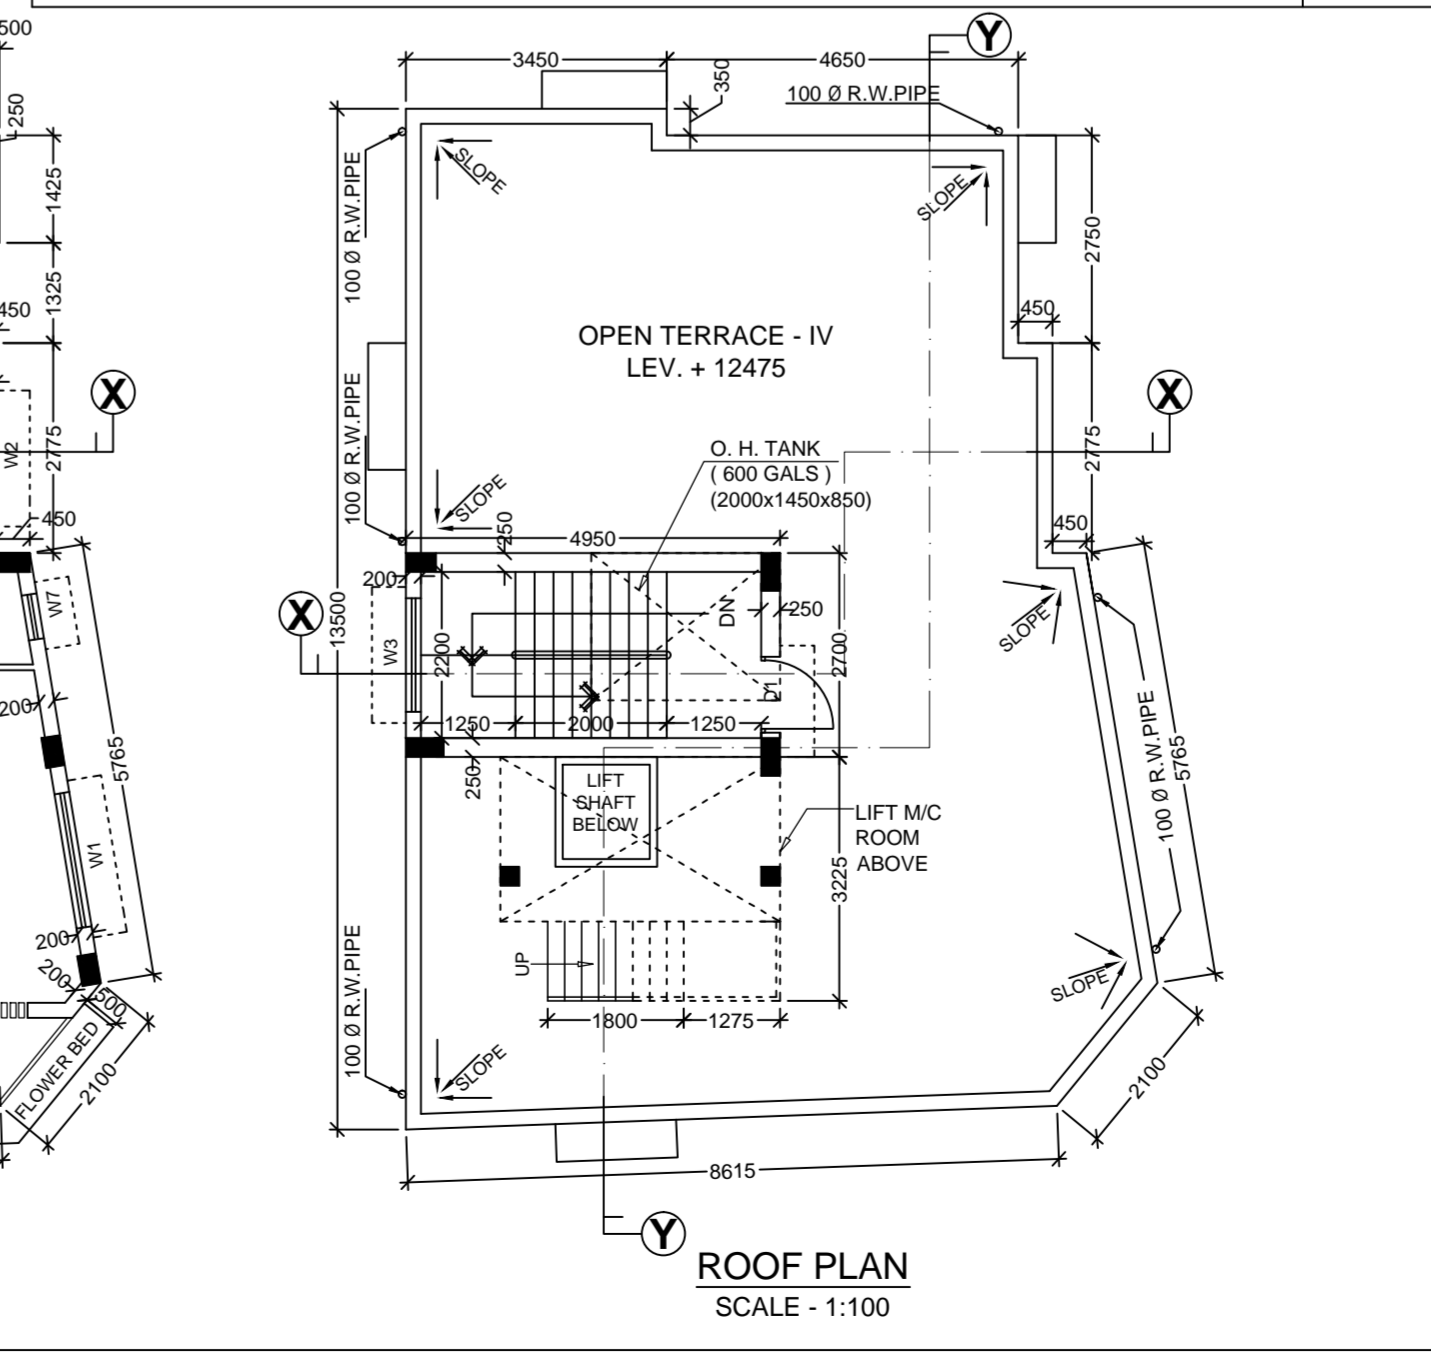 500
250
1425
1325
450
2775
W2
X
450
W7
200
5765
W1
200
200
500
FLOWER BED
2100
Y
3450
4650
350
100 Ø R.W.PIPE
100 Ø R.W.PIPE
SLOPE
SLOPE
2750
450
OPEN TERRACE - IV
LEV. + 12475
X
2775
100 Ø R.W.PIPE
O. H. TANK
( 600 GALS )
(2000x1450x850)
SLOPE
250
4950
450
200
X
13500
W3
2200
DN
250
2700
D1
SLOPE
1250
2000
1250
250
LIFT
SHAFT
BELOW
LIFT M/C
ROOM
ABOVE
3225
100 Ø R.W.PIPE
5765
UP
SLOPE
1800
1275
100 Ø R.W.PIPE
SLOPE
2100
8615
Y
ROOF PLAN
SCALE - 1:100